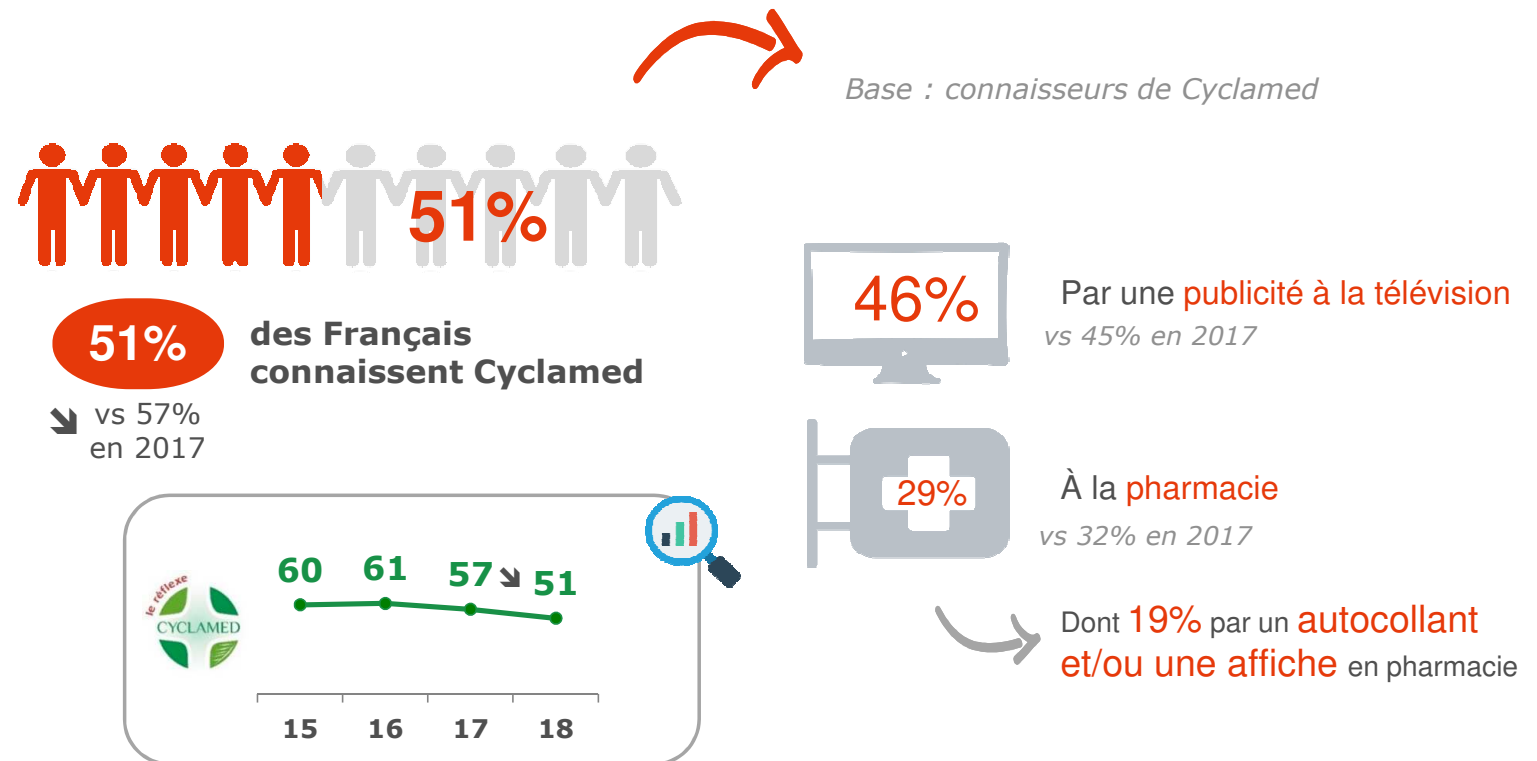 Base : connaisseurs de Cyclamed
51%
51%
des Français
connaissent Cyclamed
vs 57%
en 2017
le réflexe
CYCLAMED
60 61 57 51
15 16 17 18
46%
Par une publicité à la télévision
vs 45% en 2017
29%
À la pharmacie
vs 32% en 2017
Dont 19% par un autocollant
et/ou une affiche en pharmacie